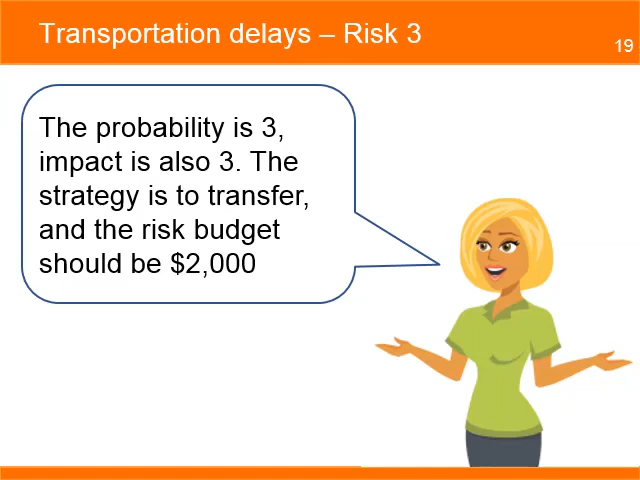 Transportation delays – Risk 3
19
The probability is 3,
impact is also 3. The
strategy is to transfer,
and the risk budget
should be $2,000